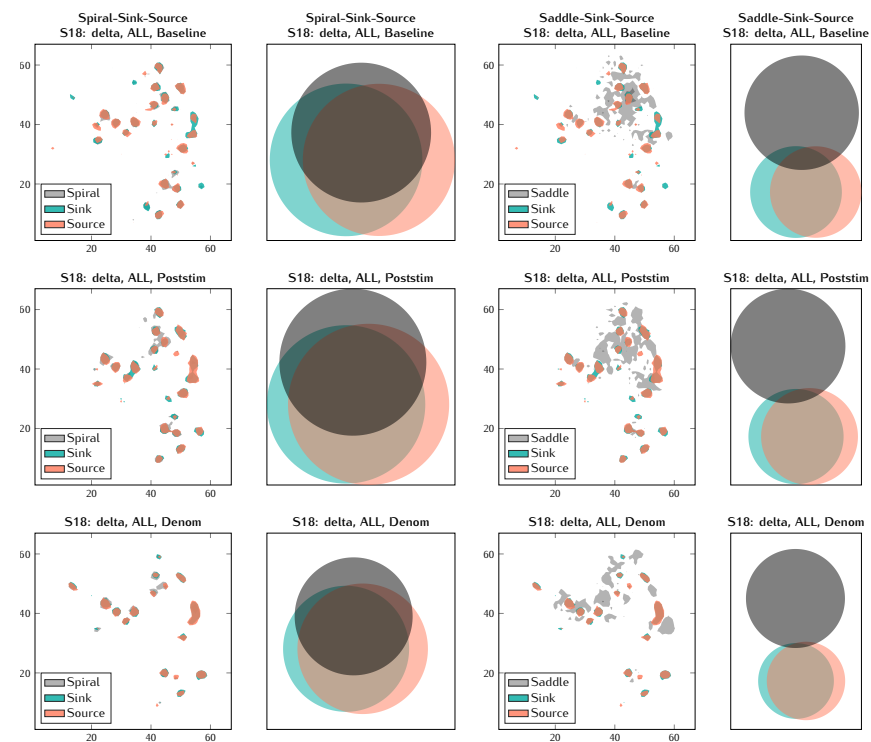 Spiral-Sink-Source
S18: delta, ALL, Baseline
Spiral-Sink-Source
S18: delta, ALL, Baseline
Saddle-Sink-Source
S18: delta, ALL, Baseline
Saddle-Sink-Source
S18: delta, ALL, Baseline
60
40
20
Spiral
Sink
Source
20 40 60
60
40
20
Saddle
Sink
Source
20 40 60
S18: delta, ALL, Poststim
S18: delta, ALL, Poststim
S18: delta, ALL, Poststim
S18: delta, ALL, Poststim
60
40
20
Spiral
Sink
Source
20 40 60
60
40
20
Saddle
Sink
Source
20 40 60
S18: delta, ALL, Denom
S18: delta, ALL, Denom
S18: delta, ALL, Denom
S18: delta, ALL, Denom
60
40
20
Spiral
Sink
Source
20 40 60
60
40
20
Saddle
Sink
Source
20 40 60